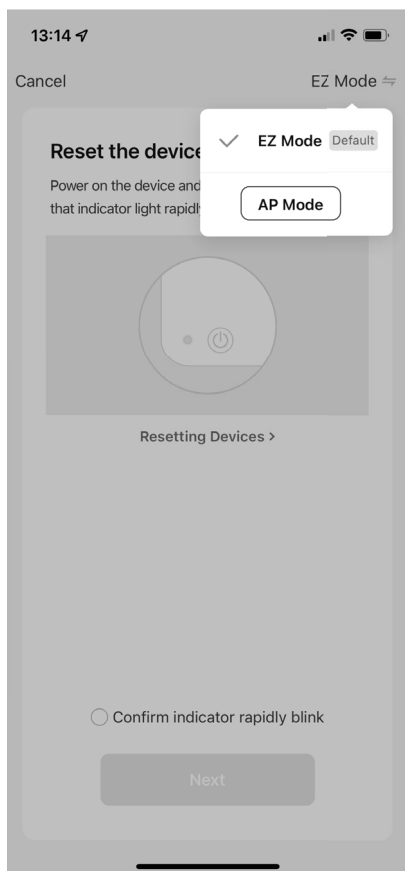 13:14
Cancel
EZ Mode
EZ Mode Default
AP Mode
Reset the device
Power on the device and
that indicator light rapidl
Resetting Devices >
Confirm indicator rapidly blink
Next